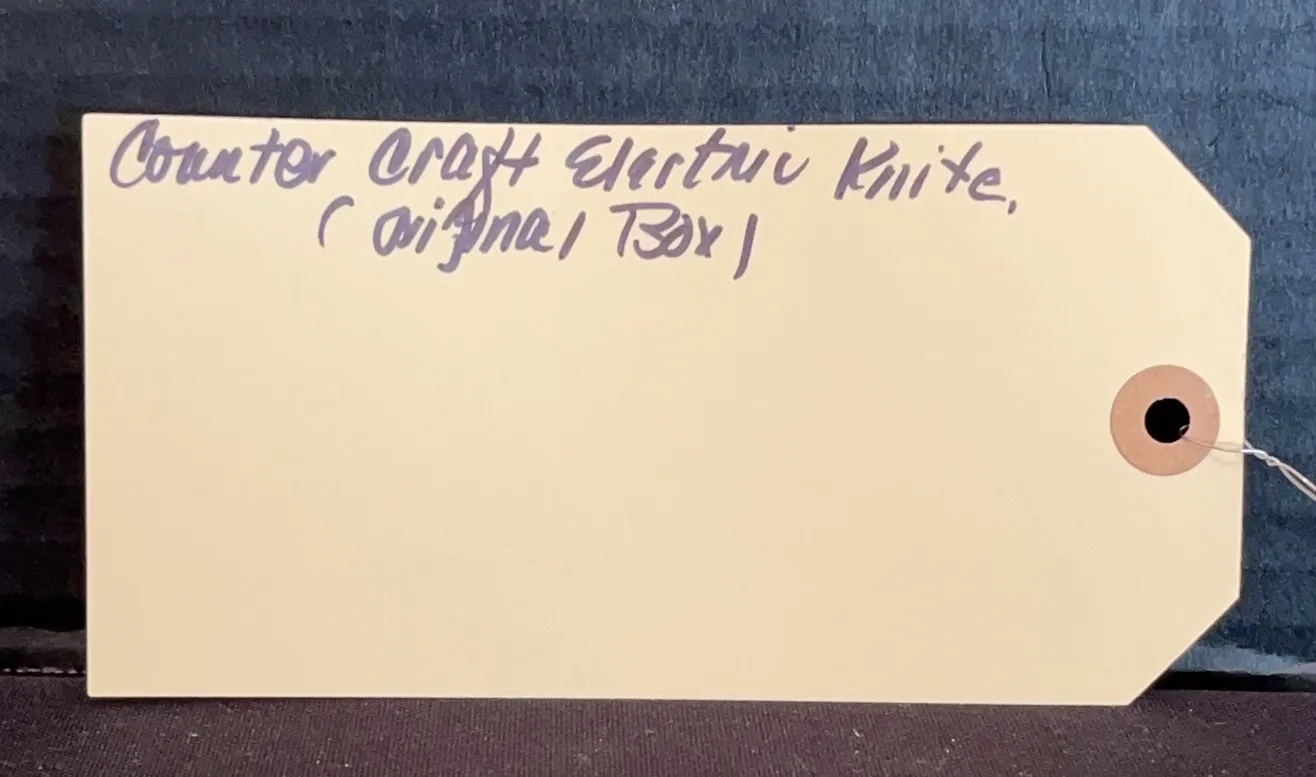 Counter Craft Electric Knife,
(Original Box)